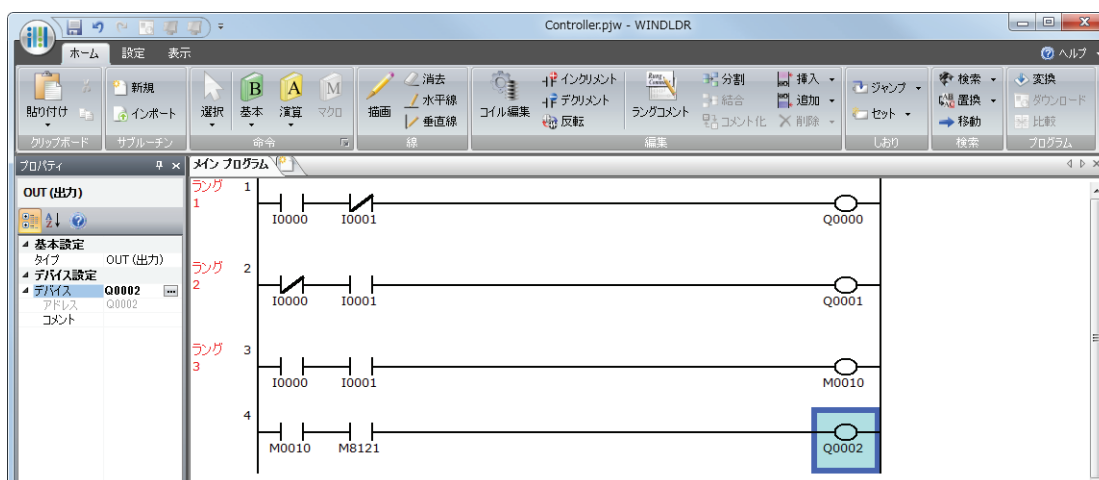 Controller.pjw - WINDLDR
ホーム 設定 表示 ヘルプ
貼り付け 新規 インポート 選択 基本 演算 マクロ 描画 消去 水平線 垂直線 コイル編集 インクリメント デクリメント 反転 ラングコメント 分割 結合 コメント化 挿入 追加 削除 ジャンプ セット 検索 置換 移動 変換 ダウンロード 比較
クリップボード サブルーチン 命令 線 編集 しおり 検索 プログラム
プロパティ
メイン プログラム
OUT (出力)
基本設定
タイプ OUT (出力)
デバイス設定
デバイス Q0002
アドレス Q0002
コメント
ラング 1
1
I0000 I0001 Q0000
ラング 2
2
I0000 I0001 Q0001
ラング 3
3
I0000 I0001 M0010
4
M0010 M8121 Q0002